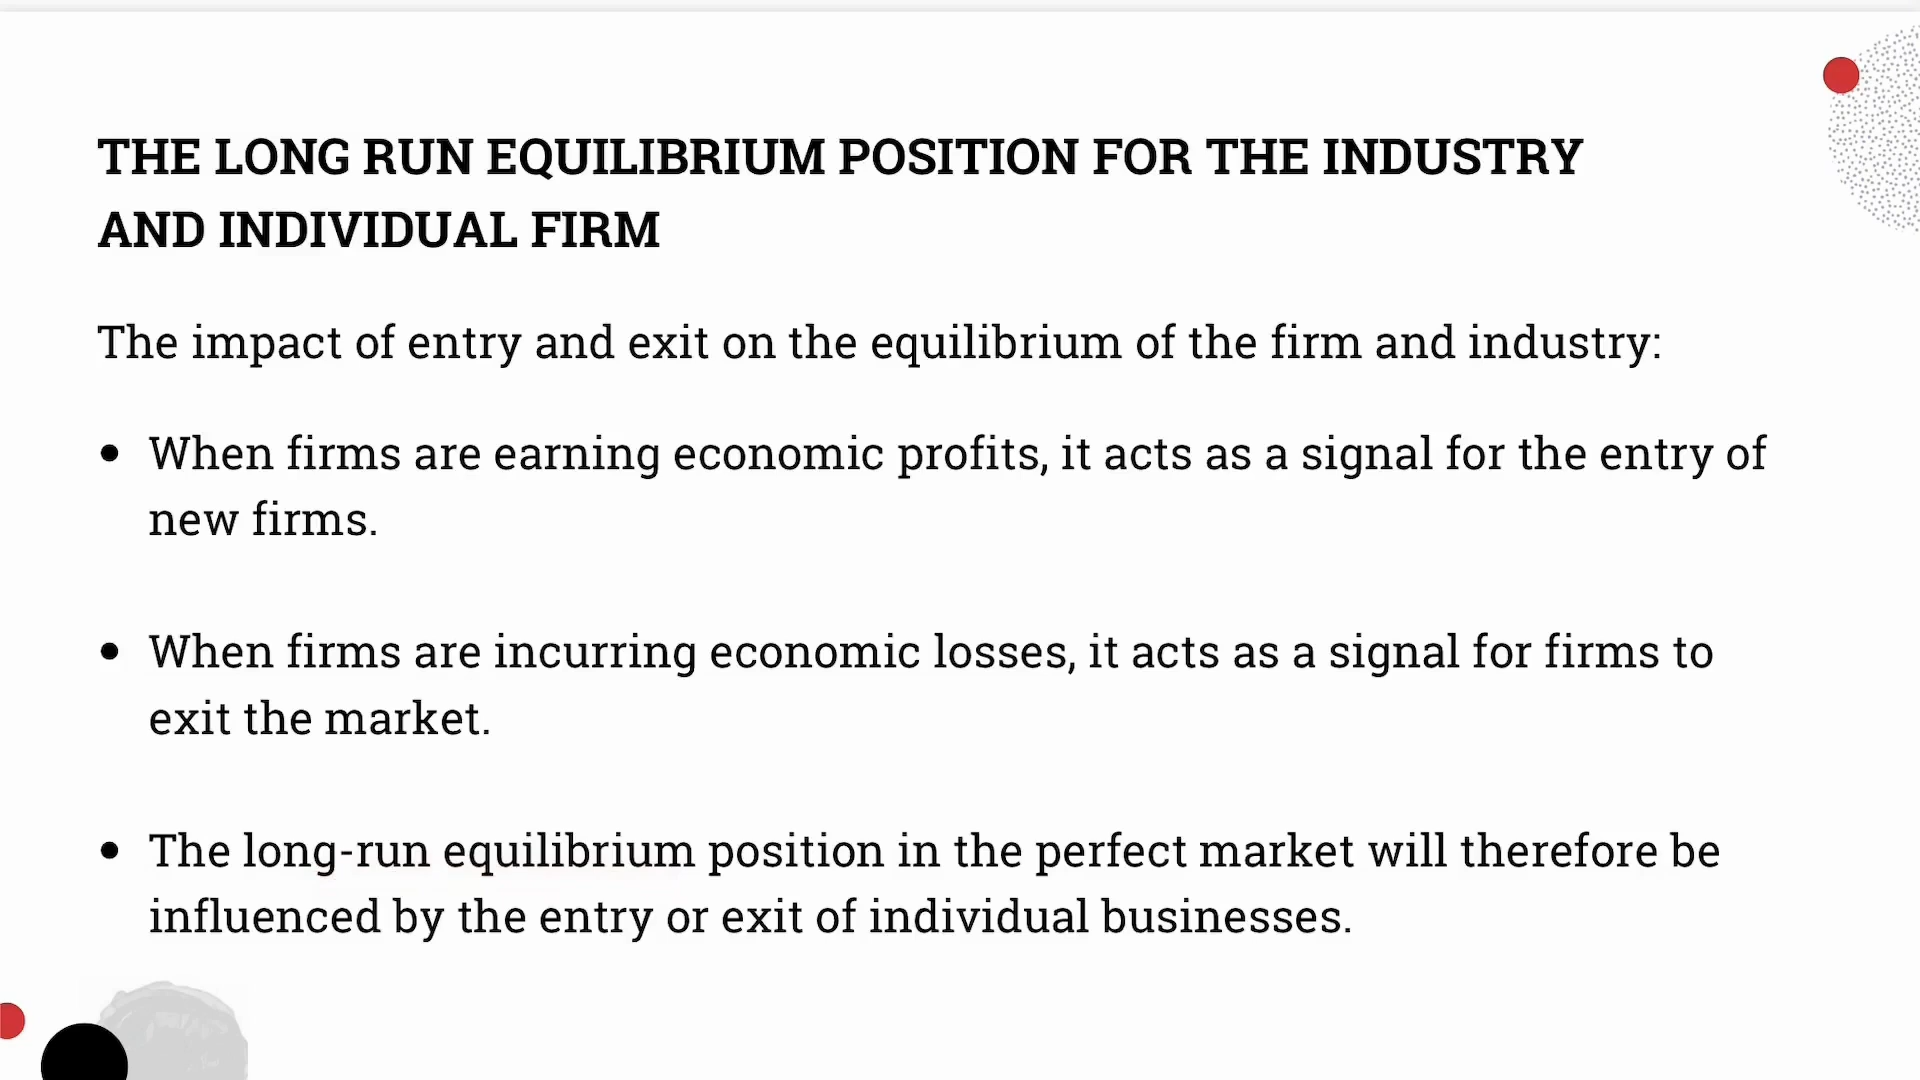 THE LONG RUN EQUILIBRIUM POSITION FOR THE INDUSTRY
AND INDIVIDUAL FIRM
The impact of entry and exit on the equilibrium of the firm and industry:
• When firms are earning economic profits, it acts as a signal for the entry of
new firms.
• When firms are incurring economic losses, it acts as a signal for firms to
exit the market.
• The long-run equilibrium position in the perfect market will therefore be
influenced by the entry or exit of individual businesses.